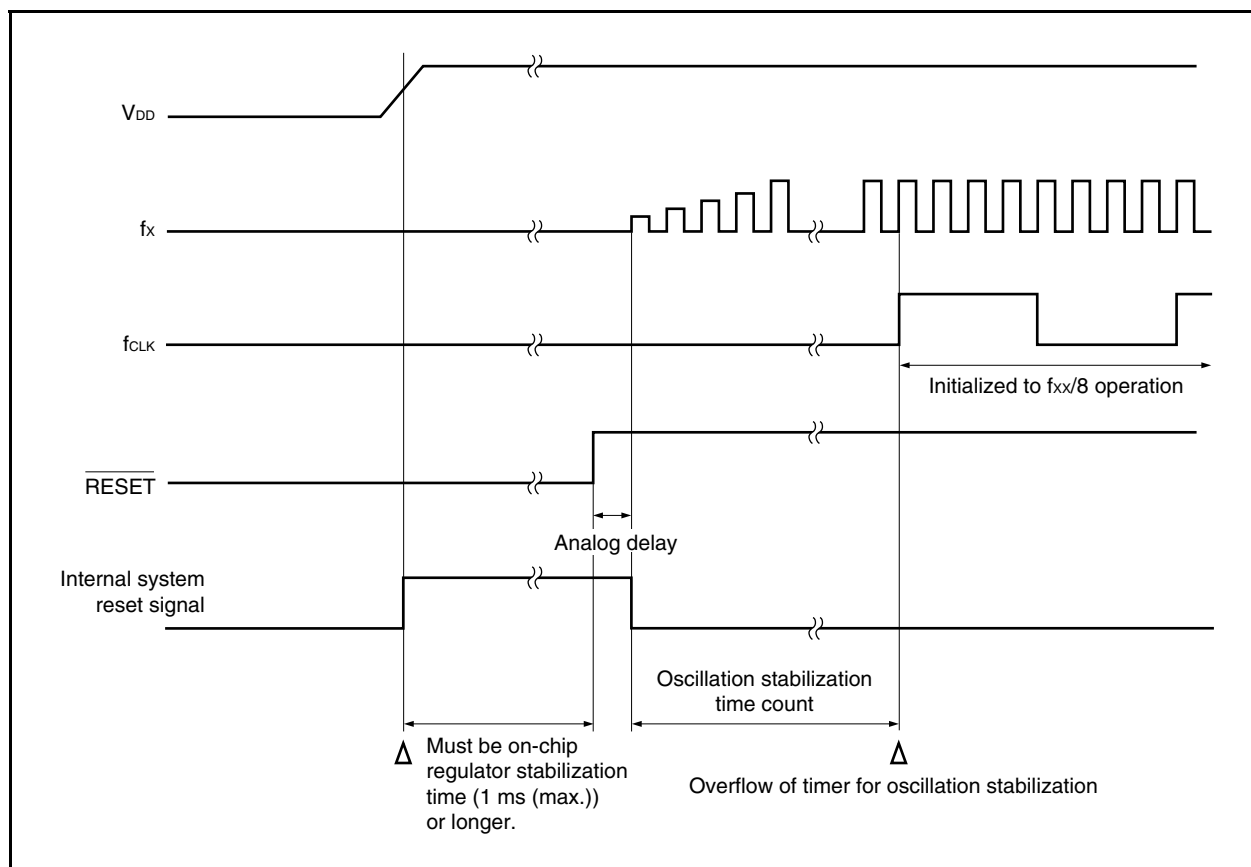 VDD
fX
fCLK
Initialized to fXX/8 operation
RESET
Analog delay
Internal system
reset signal
Oscillation stabilization
time count
Must be on-chip
regulator stabilization
time (1 ms (max.))
or longer.
Overflow of timer for oscillation stabilization